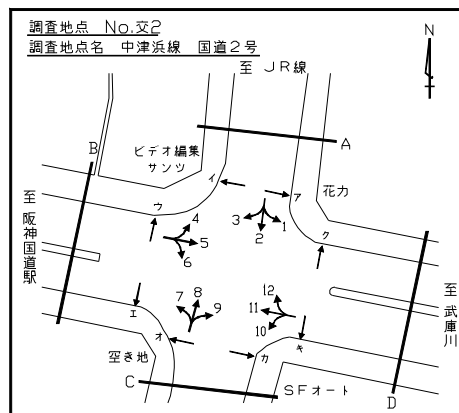 調査地点 No.交2
調査地点名 中津浜線 国道2号
N
至 JR線
A
B
ビデオ編集
サンツ
花カ
イ
ア
ウ
ク
3
1
2
4
5
6
至 阪神国道駅
至 武庫川
7
8
9
12
11
10
エ
オ
カ
キ
空き地
C
SFオート
D